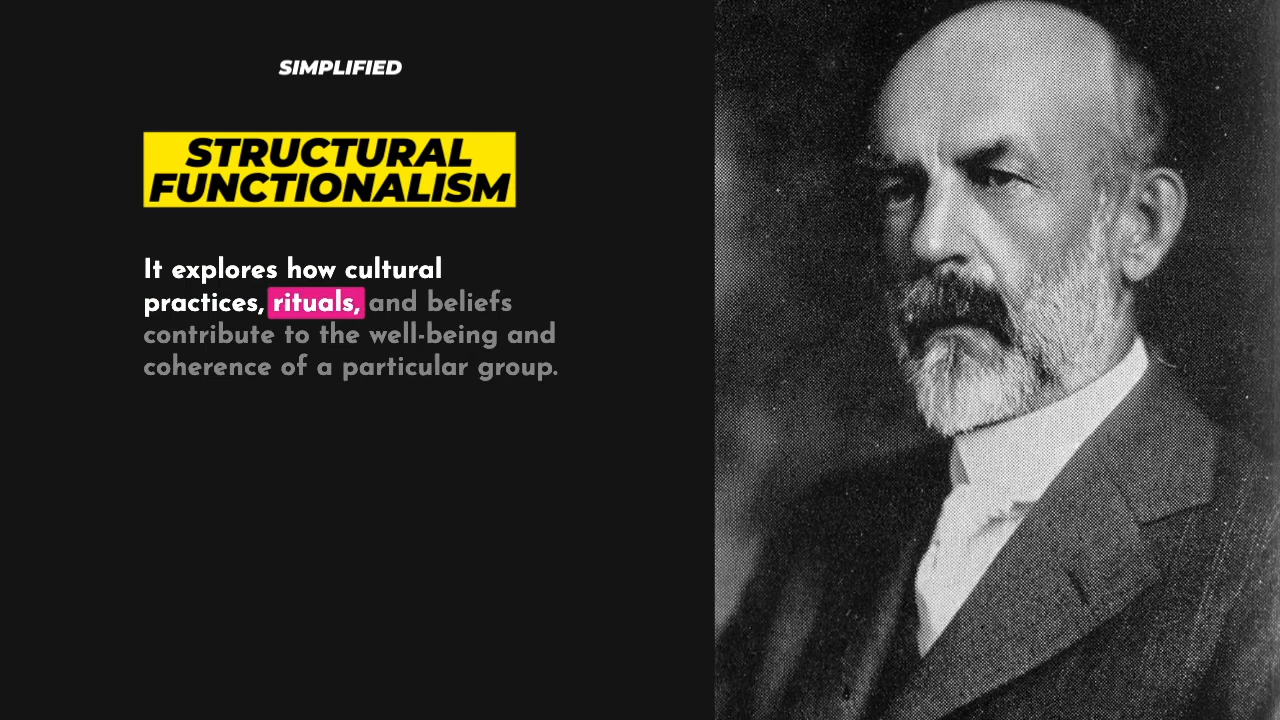 SIMPLIFIED
STRUCTURAL
FUNCTIONALISM
It explores how cultural
practices, rituals, and beliefs
contribute to the well-being and
coherence of a particular group.